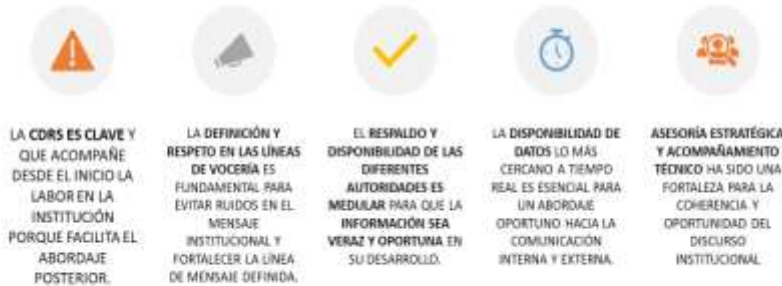 LA CDRS ES CLAVE Y
QUE ACOMPAÑE
DESDE EL INICIO LA
LABOR EN LA
INSTITUCIÓN
PORQUE FACILITA EL
ABORDAJE
POSTERIOR.
LA DEFINICIÓN Y
RESPETO EN LAS LÍNEAS
DE VOCERÍA ES
FUNDAMENTAL PARA
EVITAR RUIDOS EN EL
MENSAJE
INSTITUCIONAL Y
FORTALECER LA LÍNEA
DE MENSAJE DEFINIDA.
EL RESPALDO Y
DISPONIBILIDAD DE LAS
DIFERENTES
AUTORIDADES ES
MEDULAR PARA QUE LA
INFORMACIÓN SEA
VERAZ Y OPORTUNA EN
SU DESARROLLO.
LA DISPONIBILIDAD DE
DATOS LO MÁS
CERCANO A TIEMPO
REAL ES ESENCIAL PARA
UN ABORDAJE
OPORTUNO HACIA LA
COMUNICACIÓN
INTERNA Y EXTERNA.
ASESORÍA ESTRATÉGICA
Y ACOMPAÑAMIENTO
TÉCNICO HA SIDO UNA
FORTALEZA PARA LA
COHERENCIA Y
OPORTUNIDAD DEL
DISCURSO
INSTITUCIONAL